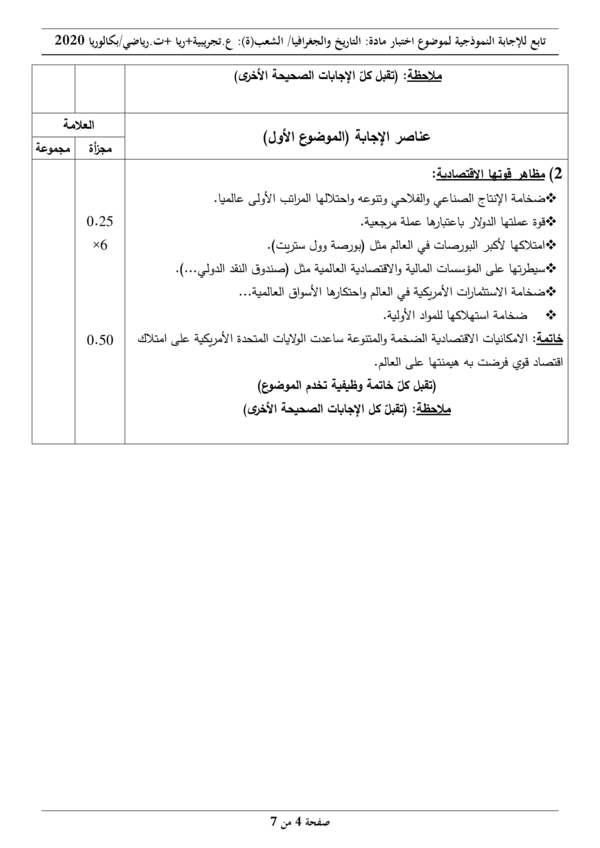 تابع للإجابة النموذجية لموضوع اختبار مادة: التاريخ والجغرافيا/ الشعب(ة): ع.تجريبية+ريا +ت.رياضي/بكالوريا 2020
ملاحظة: (تقبل كلّ الإجابات الصحيحة الأخرى)
عناصر الإجابة (الموضوع الأول)
العلامة
مجزأة
مجموعة
2) مظاهر قوتها الاقتصادية:
❖ضخامة الإنتاج الصناعي والفلاحي وتنوعه واحتلالها المراتب الأولى عالميا.
❖قوة عملتها الدولار باعتبارها عملة مرجعية.
0.25
❖امتلاكها لأكبر البورصات في العالم مثل (بورصة وول ستريت).
×6
❖سيطرتها على المؤسسات المالية والاقتصادية العالمية مثل (صندوق النقد الدولي...).
❖ضخامة الاستثمارات الأمريكية في العالم واحتكارها الأسواق العالمية...
❖ ضخامة استهلاكها للمواد الأولية.
خاتمة: الامكانيات الاقتصادية الضخمة والمتنوعة ساعدت الولايات المتحدة الأمريكية على امتلاك
0.50
اقتصاد قوي فرضت به هيمنتها على العالم.
(تقبل كلّ خاتمة وظيفية تخدم الموضوع)
ملاحظة: (تقبلّ كل الإجابات الصحيحة الأخرى)
صفحة 4 من 7